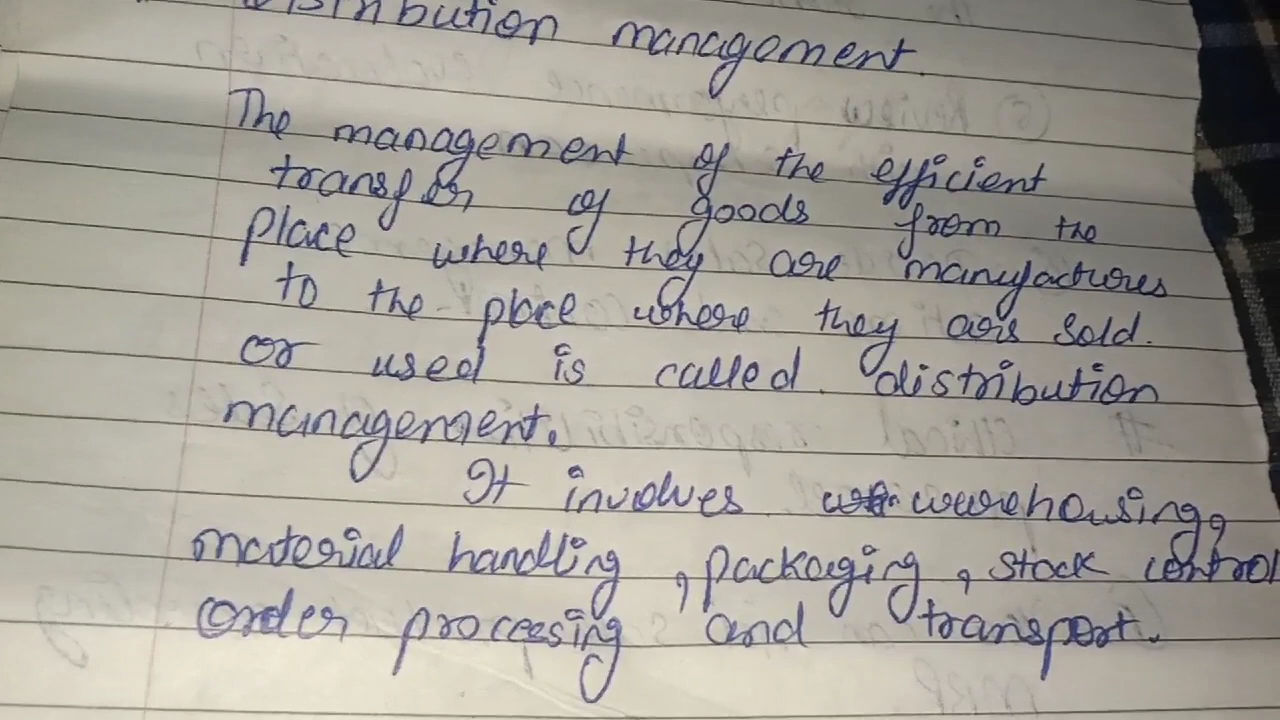 Distribution management.
The management of the efficient
transfer of goods from the
place where they are manufactures
to the place where they are sold.
or used is called distribution
management.
It involves warehousing,
material handling, packaging, stock control
order proceesing and transport.